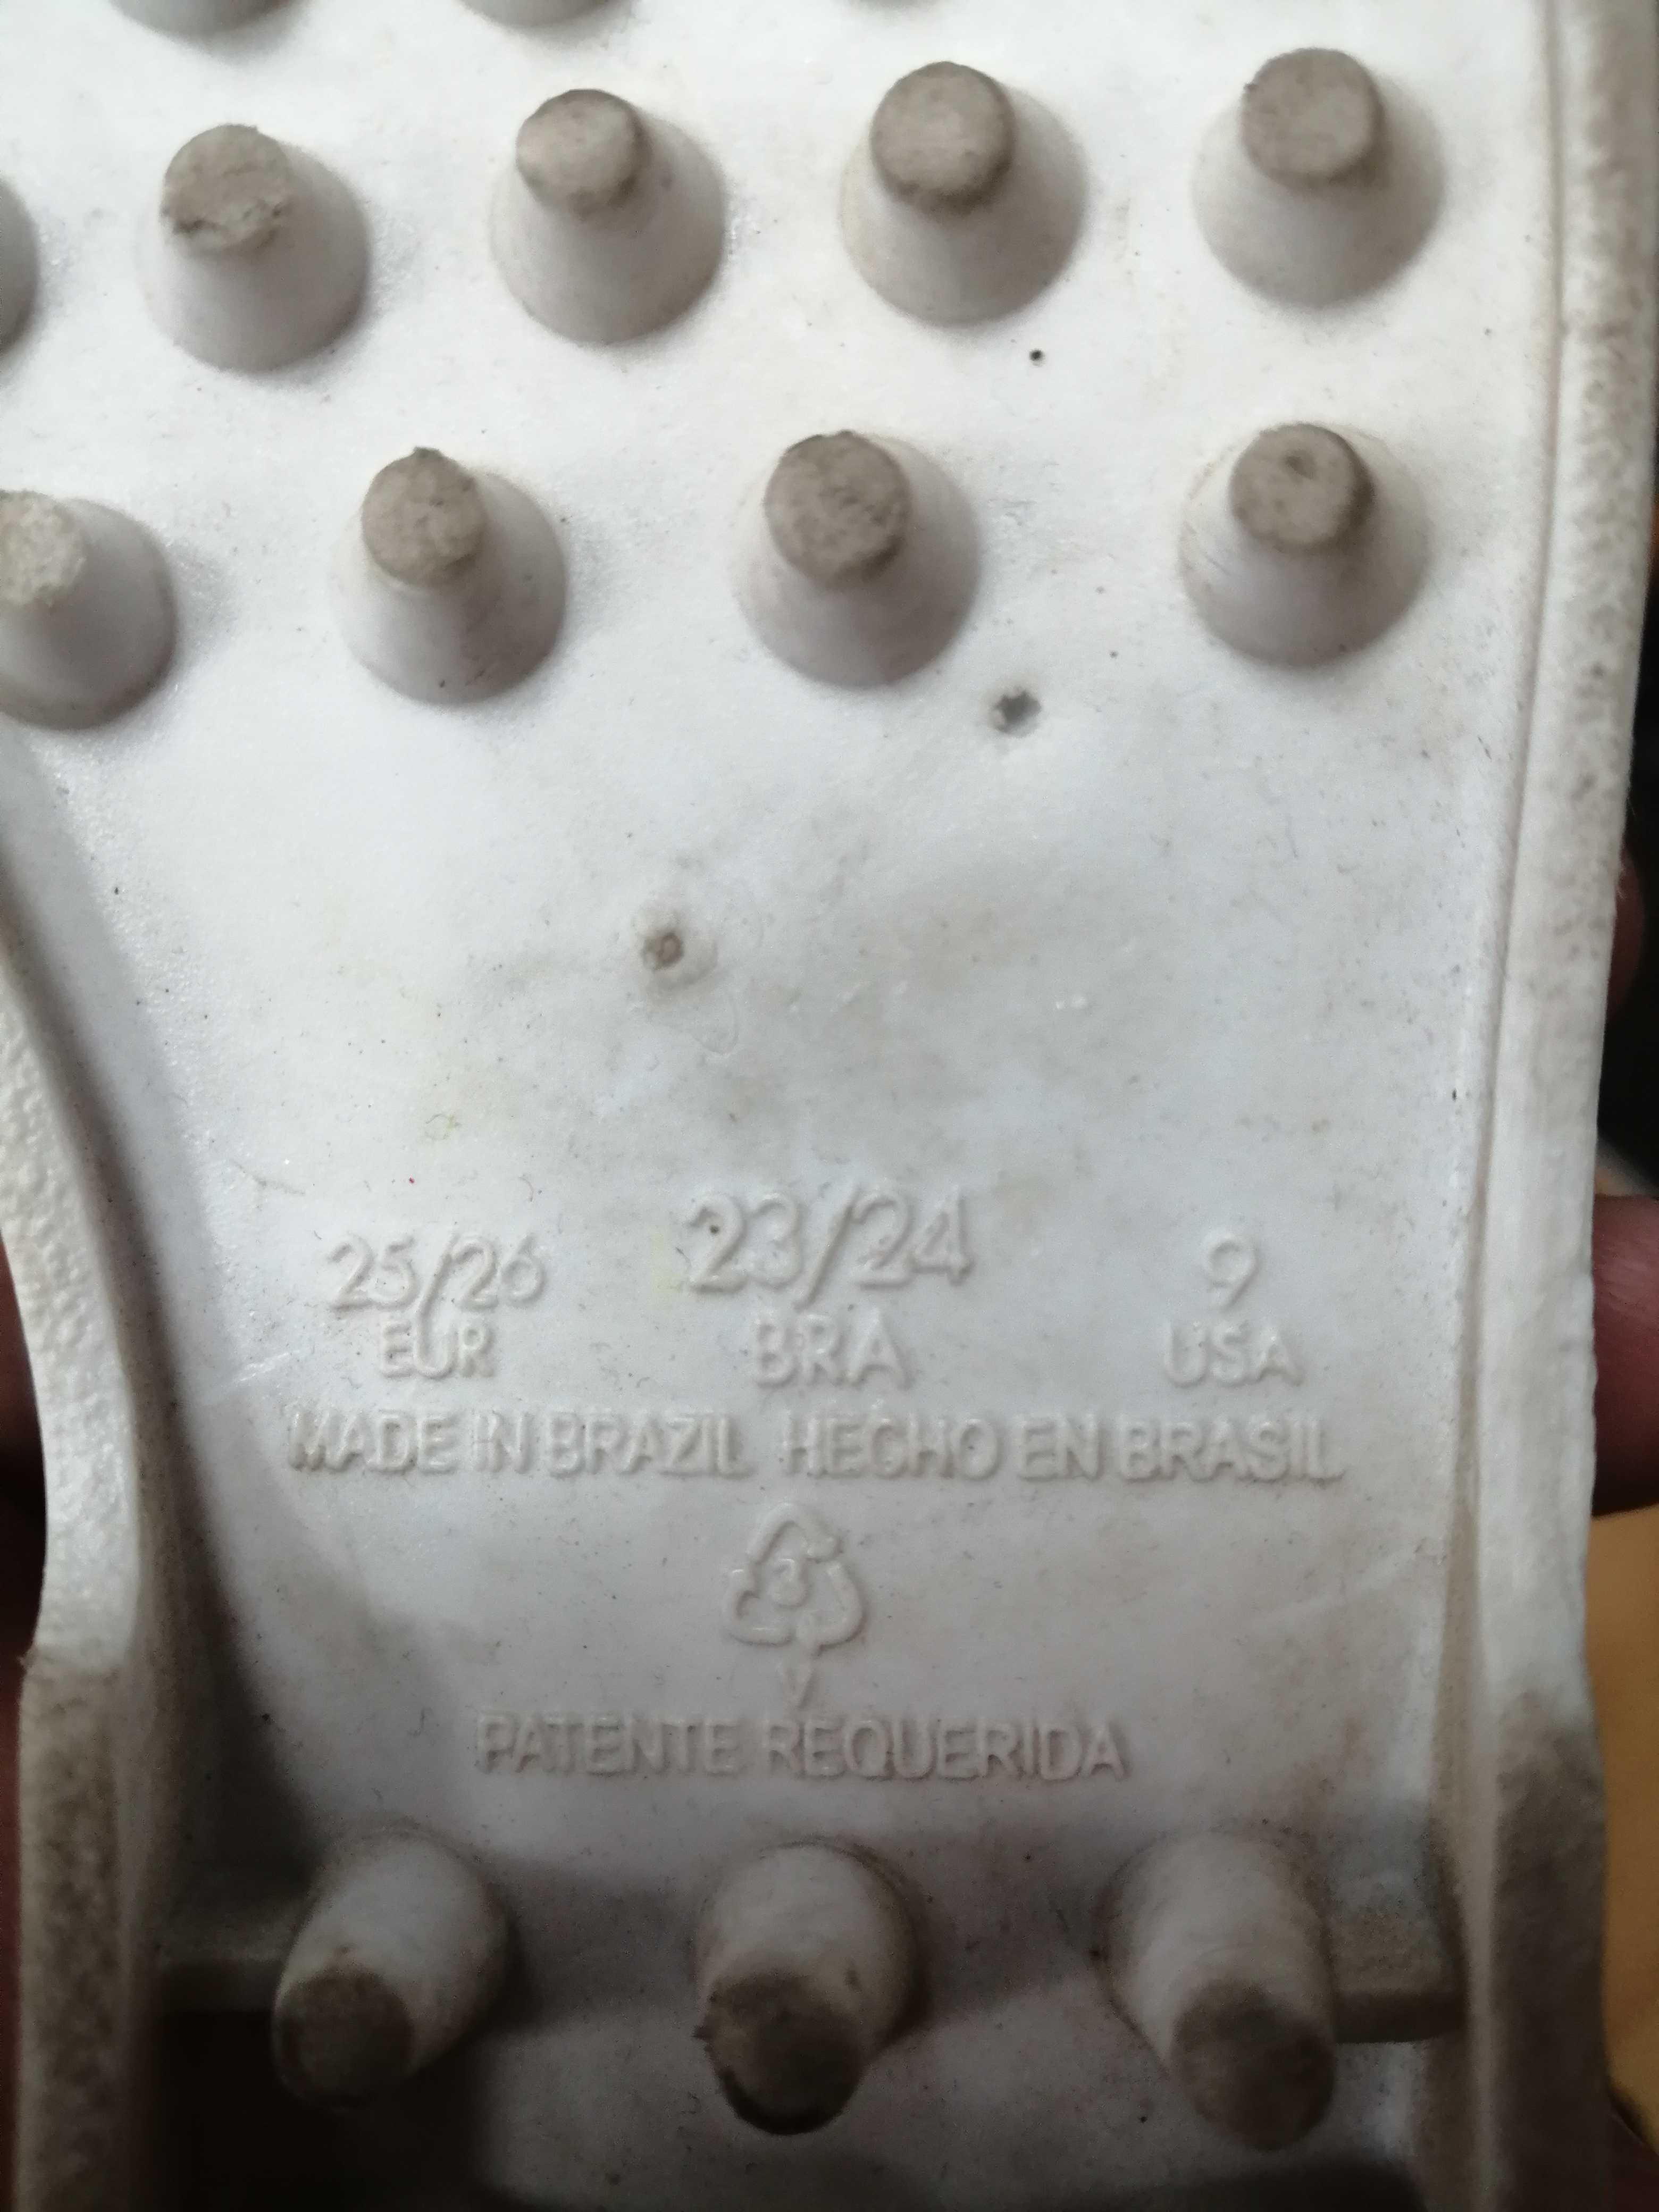 25/26 23/24 9
EUR BRA USA
MADE IN BRAZIL HECHO EN BRASIL
3
V
PATENTE REQUERIDA